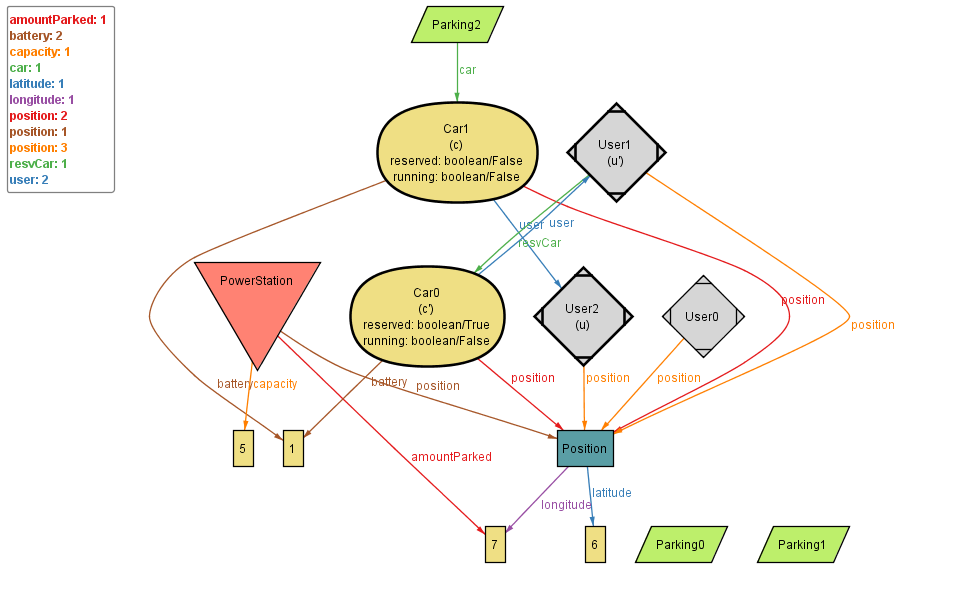 amountParked: 1
battery: 2
capacity: 1
car: 1
latitude: 1
longitude: 1
position: 2
position: 1
position: 3
resvCar: 1
user: 2
Parking2
car
Car1
(c)
reserved: boolean/False
running: boolean/False
User1
(u')
user
user
resvCar
PowerStation
Car0
(c')
reserved: boolean/True
running: boolean/False
User2
(u)
User0
position
position
battery
capacity
battery
position
position
position
position
5
1
Position
amountParked
longitude
latitude
7
6
Parking0
Parking1